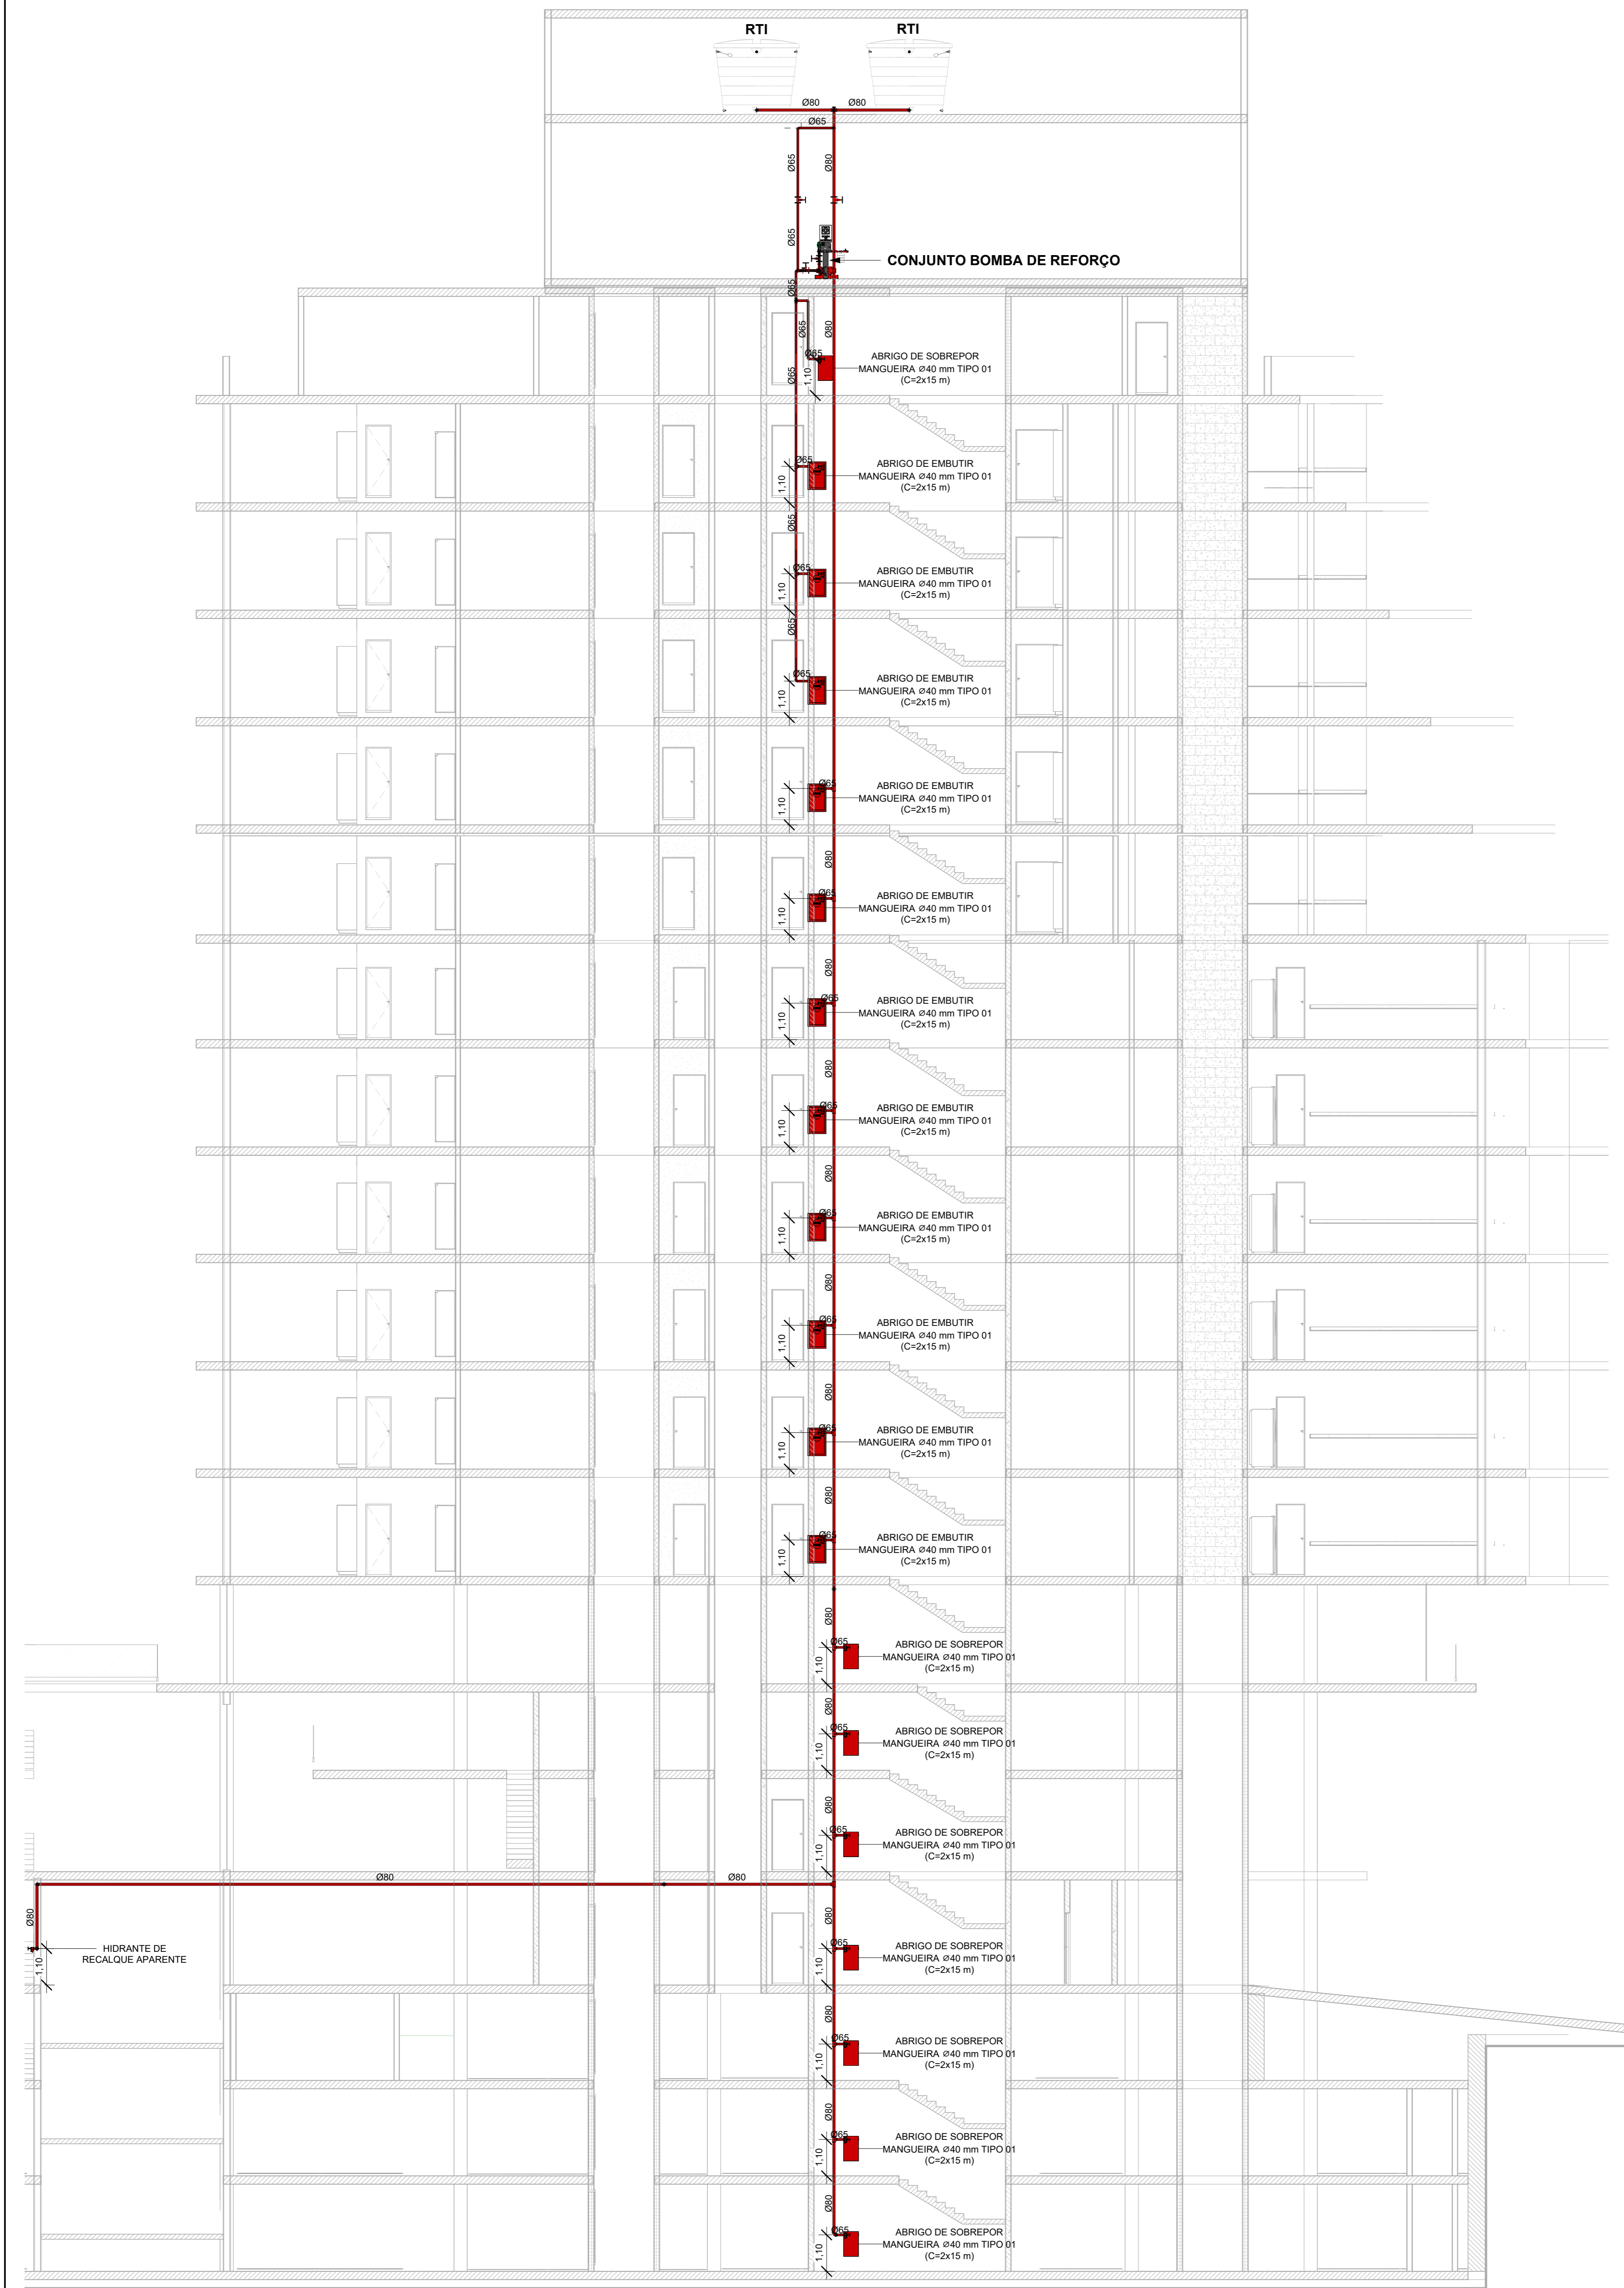 RTI
RTI
Ø80
Ø80
Ø65
Ø65
Ø80
Ø65
CONJUNTO BOMBA DE REFORÇO
Ø65
Ø65
Ø80
Ø65
ABRIGO DE SOBREPOR
MANGUEIRA Ø40 mm TIPO 01
(C=2x15 m)
Ø65
1,10
Ø65
ABRIGO DE EMBUTIR
MANGUEIRA Ø40 mm TIPO 01
(C=2x15 m)
1,10
Ø65
Ø65
ABRIGO DE EMBUTIR
MANGUEIRA Ø40 mm TIPO 01
(C=2x15 m)
1,10
Ø65
Ø65
ABRIGO DE EMBUTIR
MANGUEIRA Ø40 mm TIPO 01
(C=2x15 m)
1,10
Ø65
ABRIGO DE EMBUTIR
MANGUEIRA Ø40 mm TIPO 01
(C=2x15 m)
1,10
Ø80
Ø65
ABRIGO DE EMBUTIR
MANGUEIRA Ø40 mm TIPO 01
(C=2x15 m)
1,10
Ø80
Ø65
ABRIGO DE EMBUTIR
MANGUEIRA Ø40 mm TIPO 01
(C=2x15 m)
1,10
Ø80
Ø65
ABRIGO DE EMBUTIR
MANGUEIRA Ø40 mm TIPO 01
(C=2x15 m)
1,10
Ø80
Ø65
ABRIGO DE EMBUTIR
MANGUEIRA Ø40 mm TIPO 01
(C=2x15 m)
1,10
Ø80
Ø65
ABRIGO DE EMBUTIR
MANGUEIRA Ø40 mm TIPO 01
(C=2x15 m)
1,10
Ø80
Ø65
ABRIGO DE EMBUTIR
MANGUEIRA Ø40 mm TIPO 01
(C=2x15 m)
1,10
Ø80
Ø65
ABRIGO DE EMBUTIR
MANGUEIRA Ø40 mm TIPO 01
(C=2x15 m)
1,10
Ø80
Ø65
ABRIGO DE SOBREPOR
MANGUEIRA Ø40 mm TIPO 01
(C=2x15 m)
1,10
Ø80
Ø65
ABRIGO DE SOBREPOR
MANGUEIRA Ø40 mm TIPO 01
(C=2x15 m)
1,10
Ø80
Ø65
ABRIGO DE SOBREPOR
MANGUEIRA Ø40 mm TIPO 01
(C=2x15 m)
1,10
Ø80
Ø80
Ø80
Ø80
HIDRANTE DE
RECALQUE APARENTE
1,10
Ø65
ABRIGO DE SOBREPOR
MANGUEIRA Ø40 mm TIPO 01
(C=2x15 m)
1,10
Ø80
Ø65
ABRIGO DE SOBREPOR
MANGUEIRA Ø40 mm TIPO 01
(C=2x15 m)
1,10
Ø80
Ø65
ABRIGO DE SOBREPOR
MANGUEIRA Ø40 mm TIPO 01
(C=2x15 m)
1,10
Ø80
Ø65
ABRIGO DE SOBREPOR
MANGUEIRA Ø40 mm TIPO 01
(C=2x15 m)
1,10